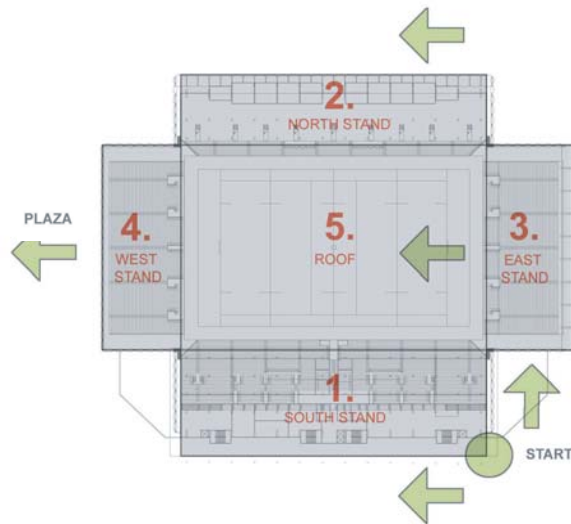 2.
NORTH STAND
PLAZA
4.
WEST
STAND
5.
ROOF
3.
EAST
STAND
1.
SOUTH STAND
START